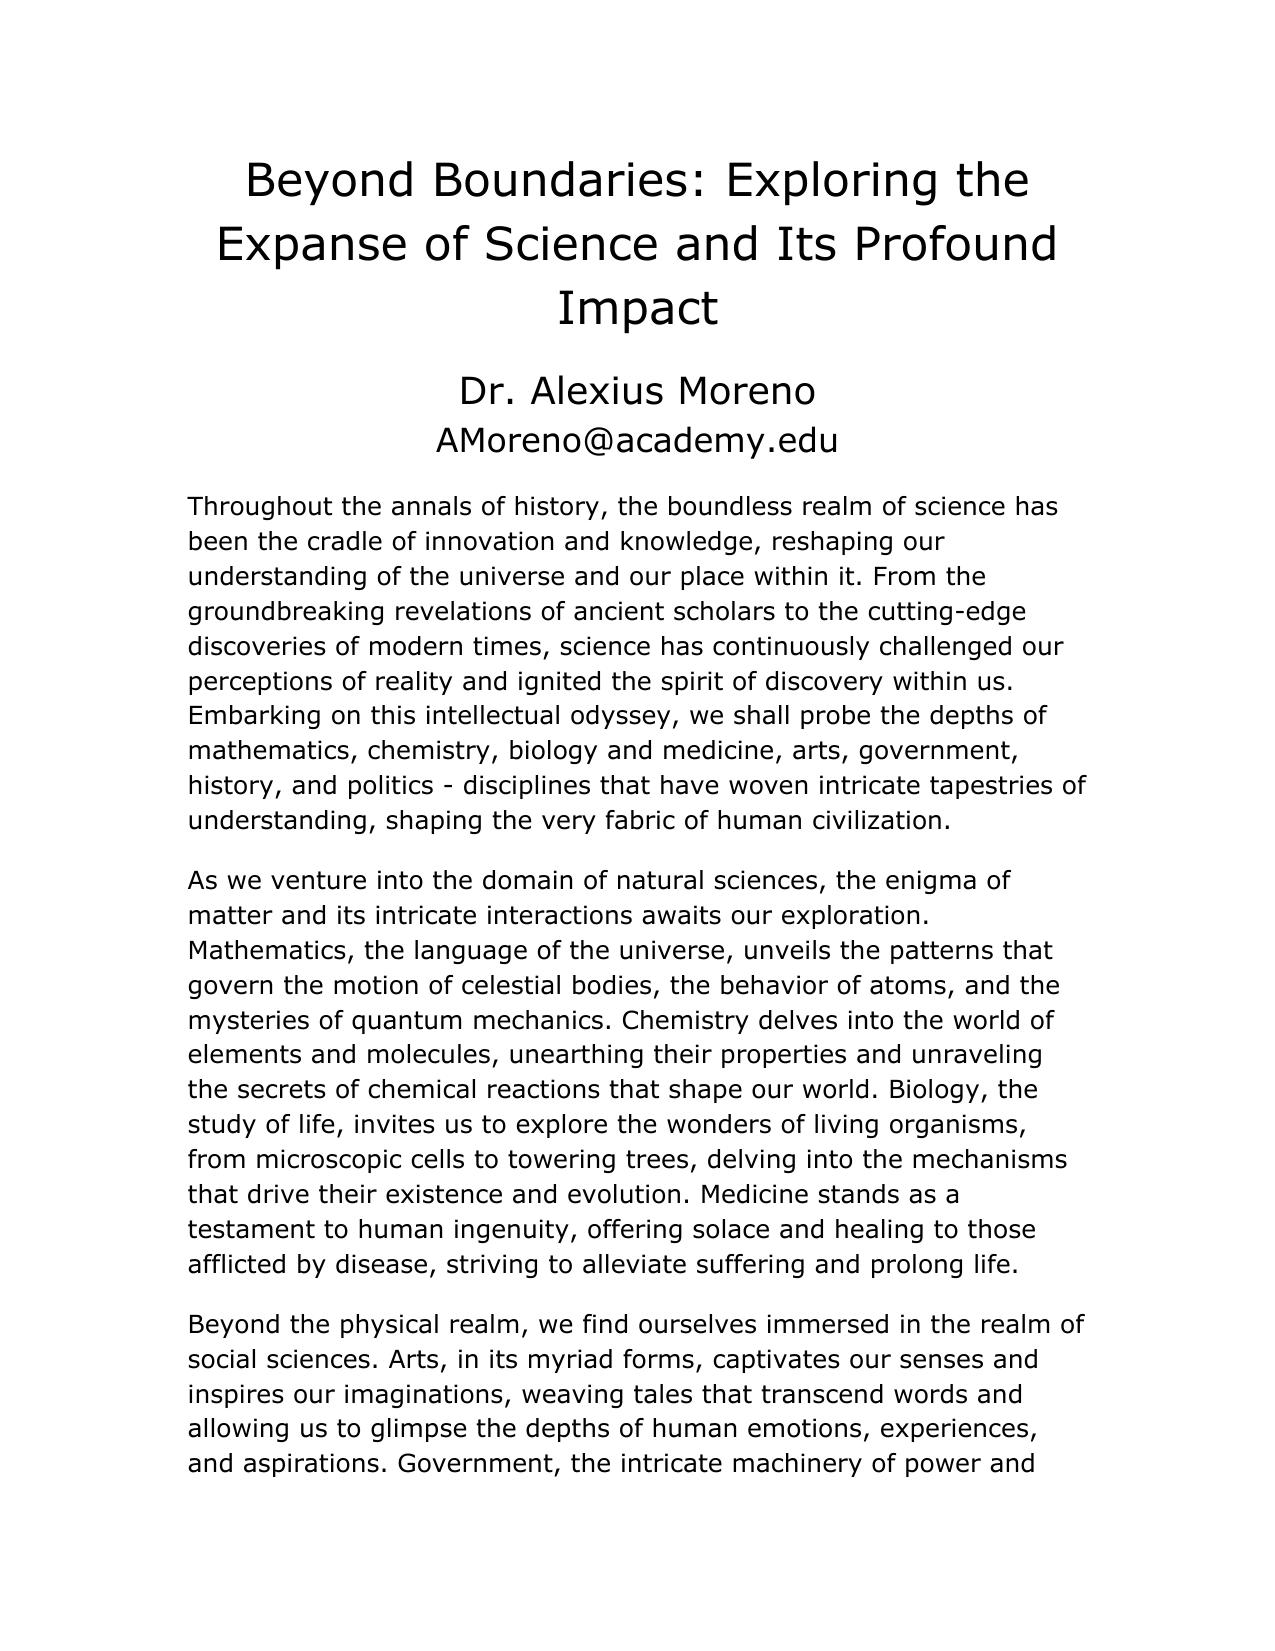 Beyond Boundaries: Exploring the
Expanse of Science and Its Profound
Impact
Dr. Alexius Moreno
AMoreno@academy.edu
Throughout the annals of history, the boundless realm of science has
been the cradle of innovation and knowledge, reshaping our
understanding of the universe and our place within it. From the
groundbreaking revelations of ancient scholars to the cutting-edge
discoveries of modern times, science has continuously challenged our
perceptions of reality and ignited the spirit of discovery within us.
Embarking on this intellectual odyssey, we shall probe the depths of
mathematics, chemistry, biology and medicine, arts, government,
history, and politics - disciplines that have woven intricate tapestries of
understanding, shaping the very fabric of human civilization.
As we venture into the domain of natural sciences, the enigma of
matter and its intricate interactions awaits our exploration.
Mathematics, the language of the universe, unveils the patterns that
govern the motion of celestial bodies, the behavior of atoms, and the
mysteries of quantum mechanics. Chemistry delves into the world of
elements and molecules, unearthing their properties and unraveling
the secrets of chemical reactions that shape our world. Biology, the
study of life, invites us to explore the wonders of living organisms,
from microscopic cells to towering trees, delving into the mechanisms
that drive their existence and evolution. Medicine stands as a
testament to human ingenuity, offering solace and healing to those
afflicted by disease, striving to alleviate suffering and prolong life.
Beyond the physical realm, we find ourselves immersed in the realm of
social sciences. Arts, in its myriad forms, captivates our senses and
inspires our imaginations, weaving tales that transcend words and
allowing us to glimpse the depths of human emotions, experiences,
and aspirations. Government, the intricate machinery of power and